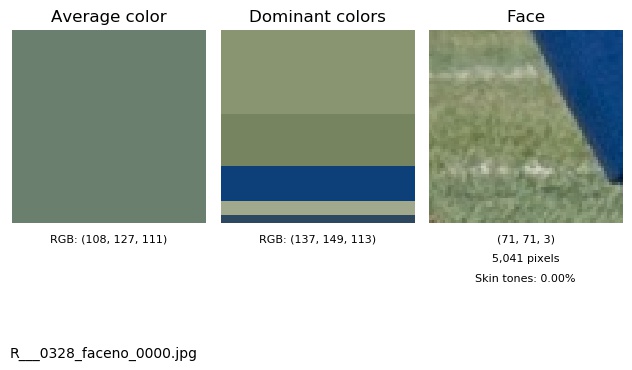 Average color
Dominant colors
Face
RGB: (108, 127, 111)
RGB: (137, 149, 113)
(71, 71, 3)
5,041 pixels
Skin tones: 0.00%
R___0328_faceno_0000.jpg